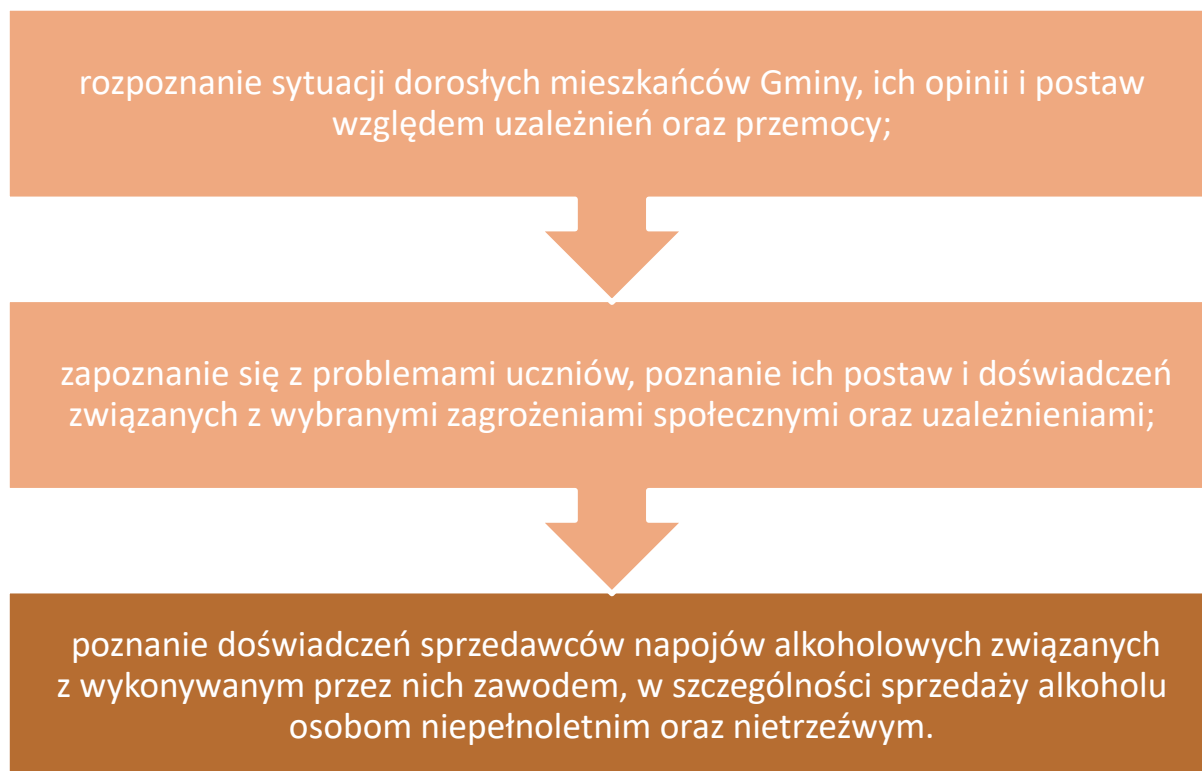 rozpoznanie sytuacji dorosłych mieszkańców Gminy, ich opinii i postaw
względem uzależnień oraz przemocy;
zapoznanie się z problemami uczniów, poznanie ich postaw i doświadczeń
związanych z wybranymi zagrożeniami społecznymi oraz uzależnieniami;
poznanie doświadczeń sprzedawców napojów alkoholowych związanych
z wykonywanym przez nich zawodem, w szczególności sprzedaży alkoholu
osobom niepełnoletnim oraz nietrzeźwym.